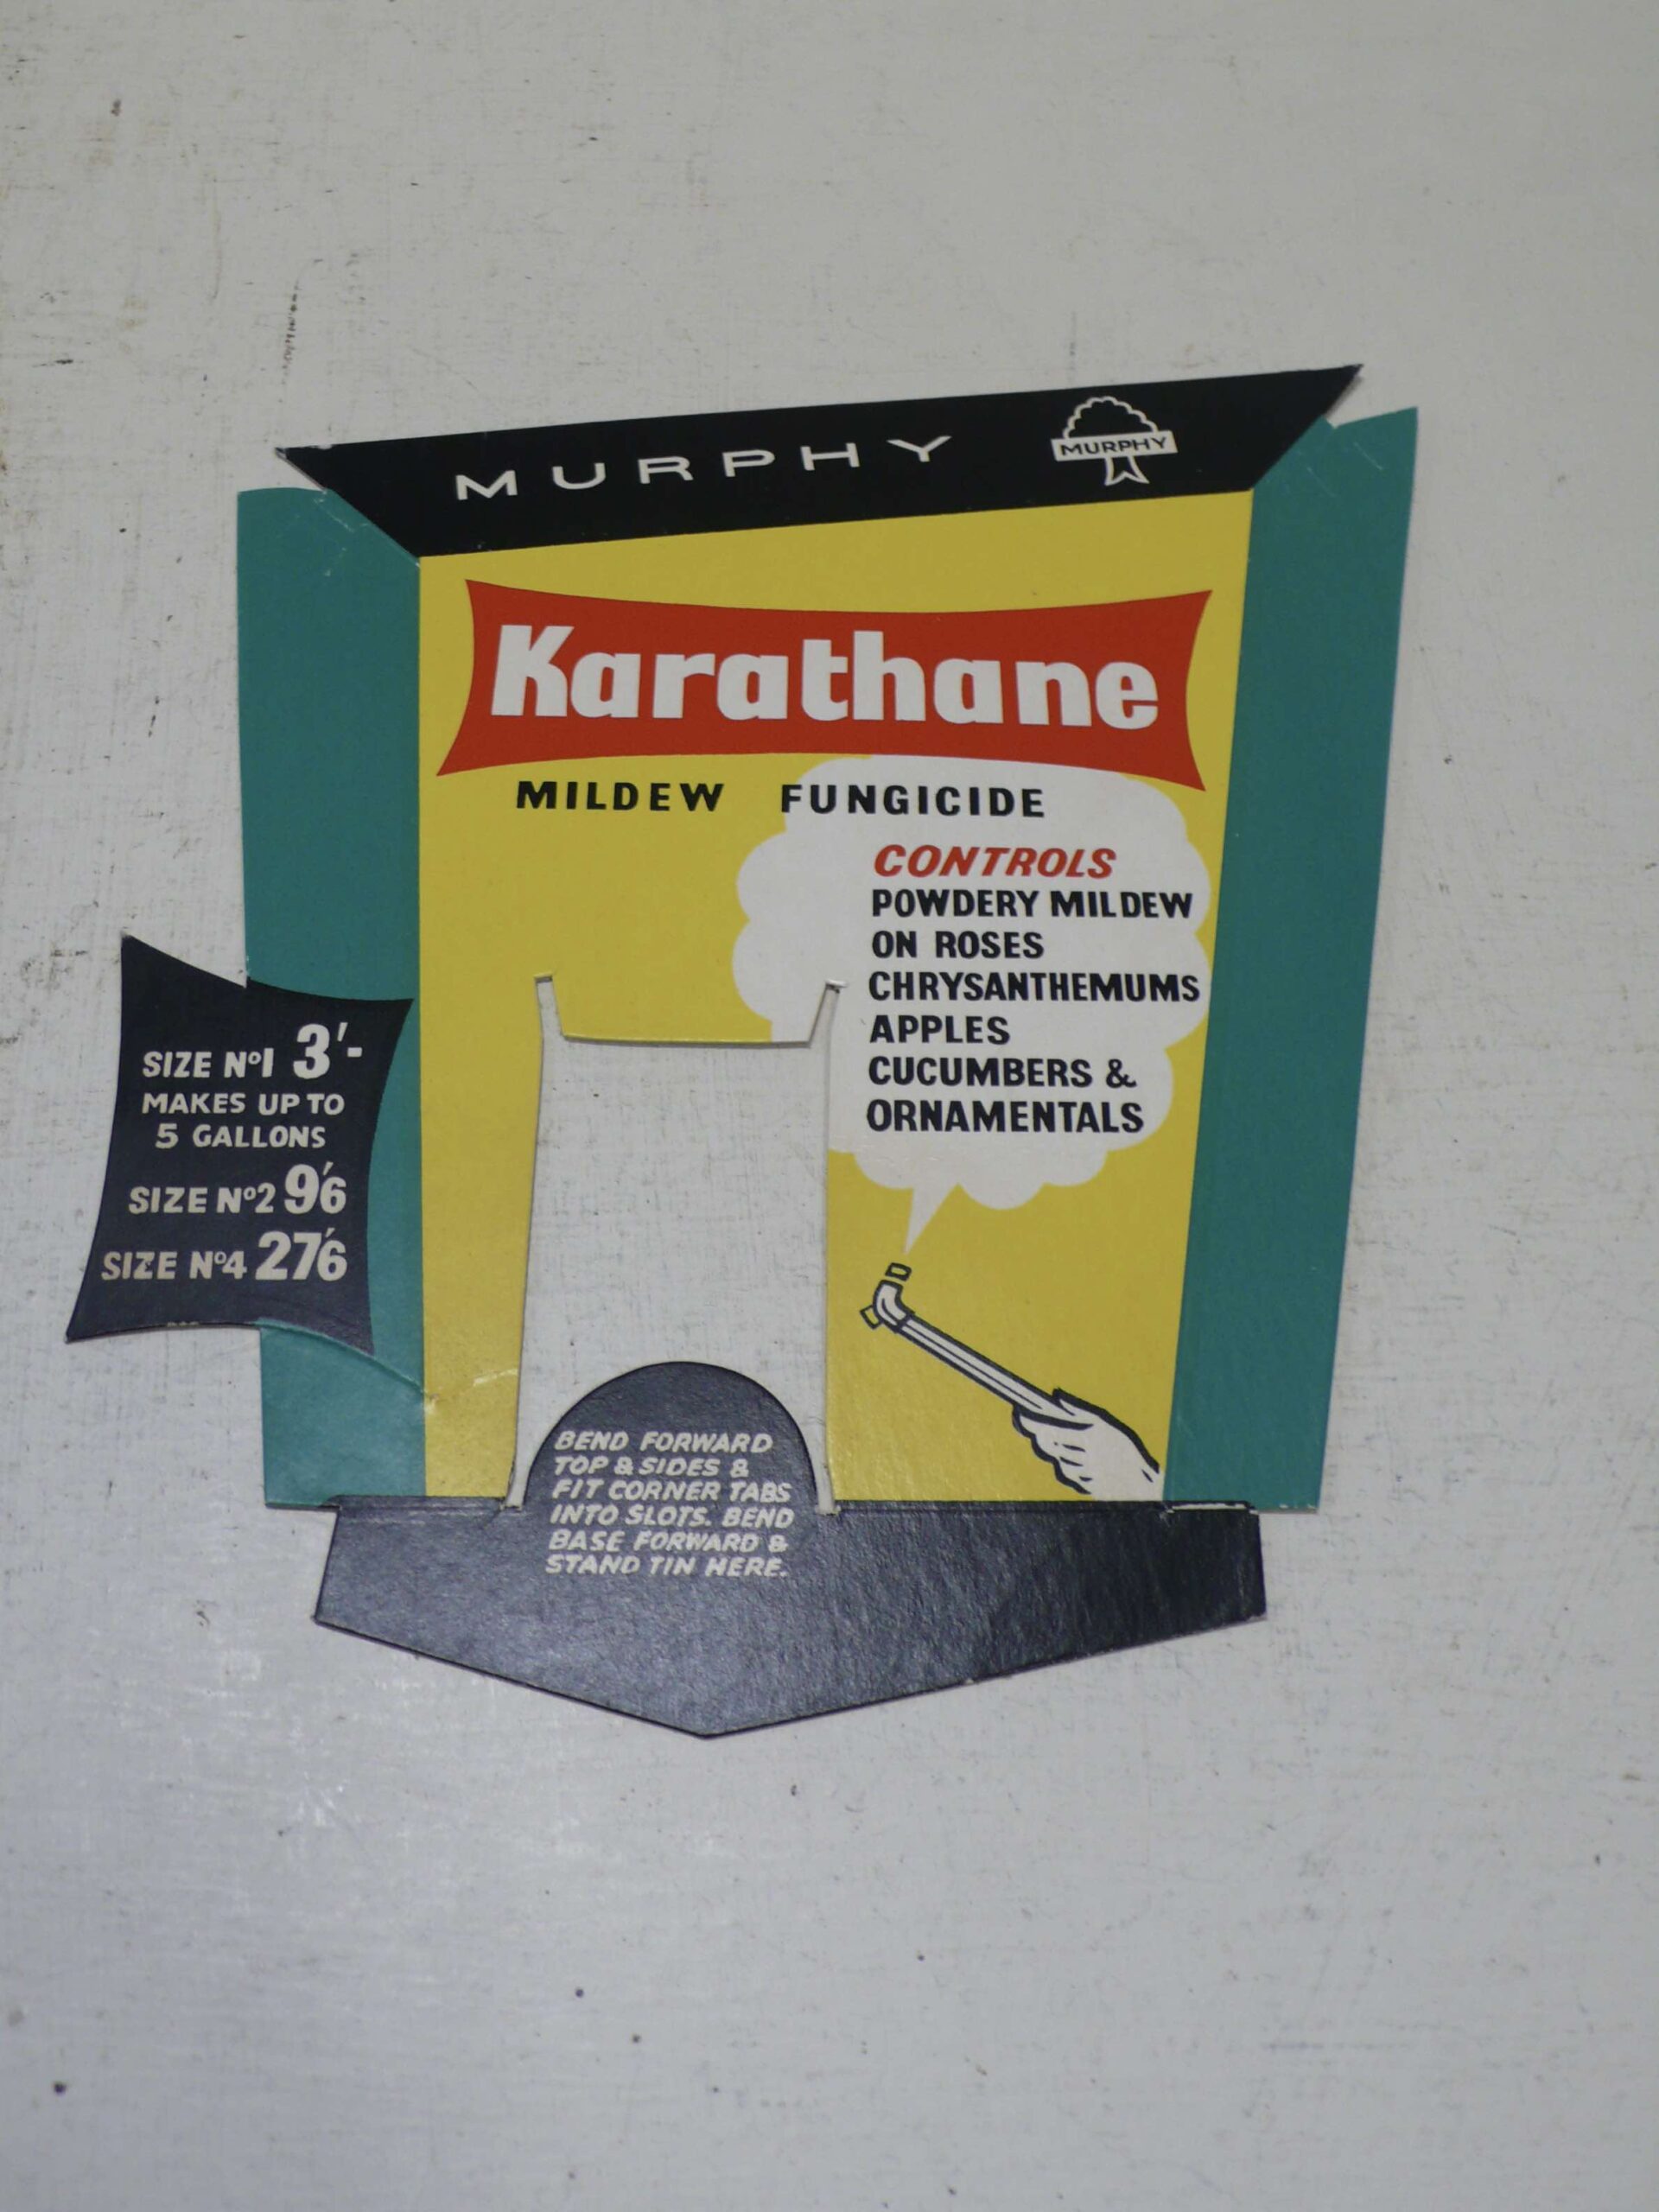 MURPHY
MURPHY
Karathane
MILDEW FUNGICIDE
CONTROLS
POWDERY MILDEW
ON ROSES
CHRYSANTHEMUMS
APPLES
CUCUMBERS &
ORNAMENTALS
SIZE Nº1 3'-
MAKES UP TO
5 GALLONS
SIZE Nº2 9'6
SIZE Nº4 27'6
BEND FORWARD
TOP & SIDES &
FIT CORNER TABS
INTO SLOTS. BEND
BASE FORWARD &
STAND TIN HERE.